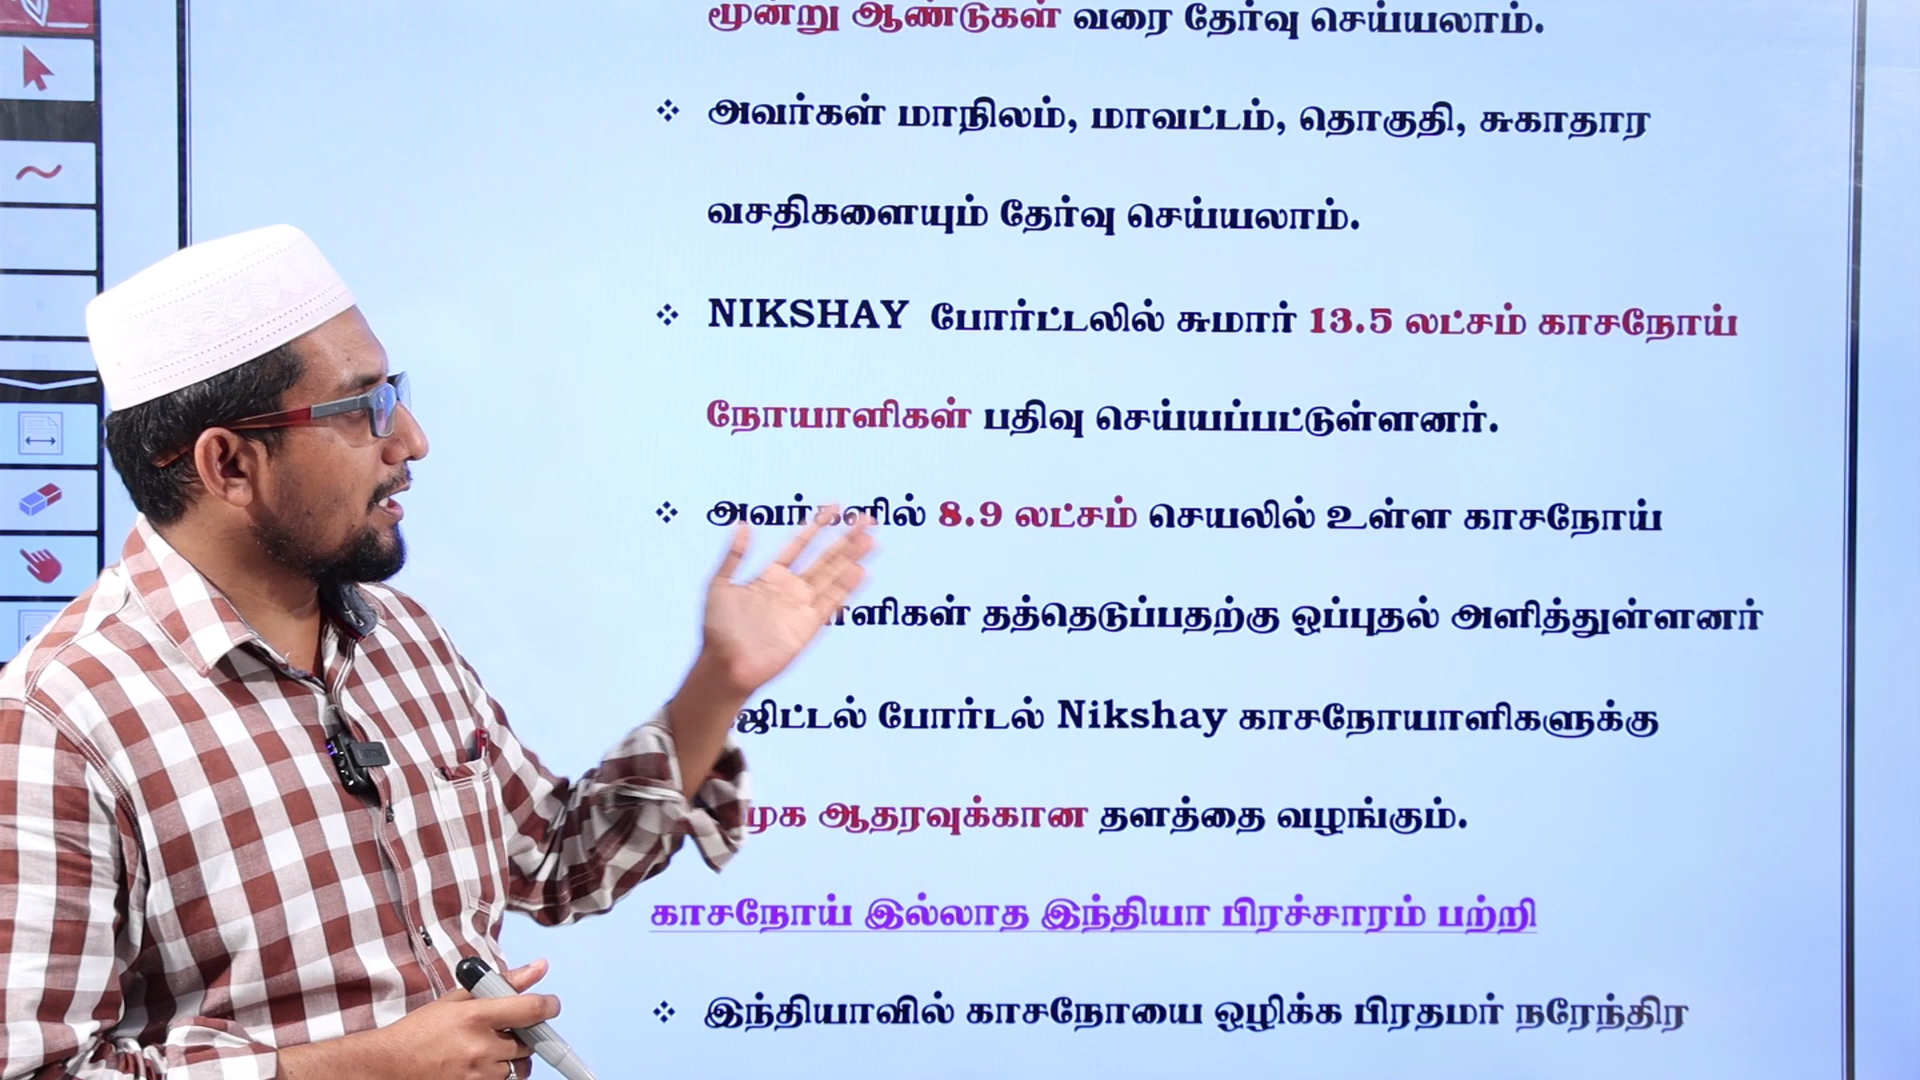 மூன்று ஆண்டுகள் வரை தேர்வு செய்யலாம்.
❖ அவர்கள் மாநிலம், மாவட்டம், தொகுதி, சுகாதார
வசதிகளையும் தேர்வு செய்யலாம்.
❖ NIKSHAY போர்ட்டலில் சுமார் 13.5 லட்சம் காசநோய்
நோயாளிகள் பதிவு செய்யப்பட்டுள்ளனர்.
❖ அவர்களில் 8.9 லட்சம் செயலில் உள்ள காசநோய்
தத்தெடுப்பதற்கு ஒப்புதல் அளித்துள்ளனர்
போர்டல் Nikshay காசநோயாளிகளுக்கு
ஆதரவுக்கான தளத்தை வழங்கும்.
காசநோய் இல்லாத இந்தியா பிரச்சாரம் பற்றி
❖ இந்தியாவில் காசநோயை ஒழிக்க பிரதமர் நரேந்திர